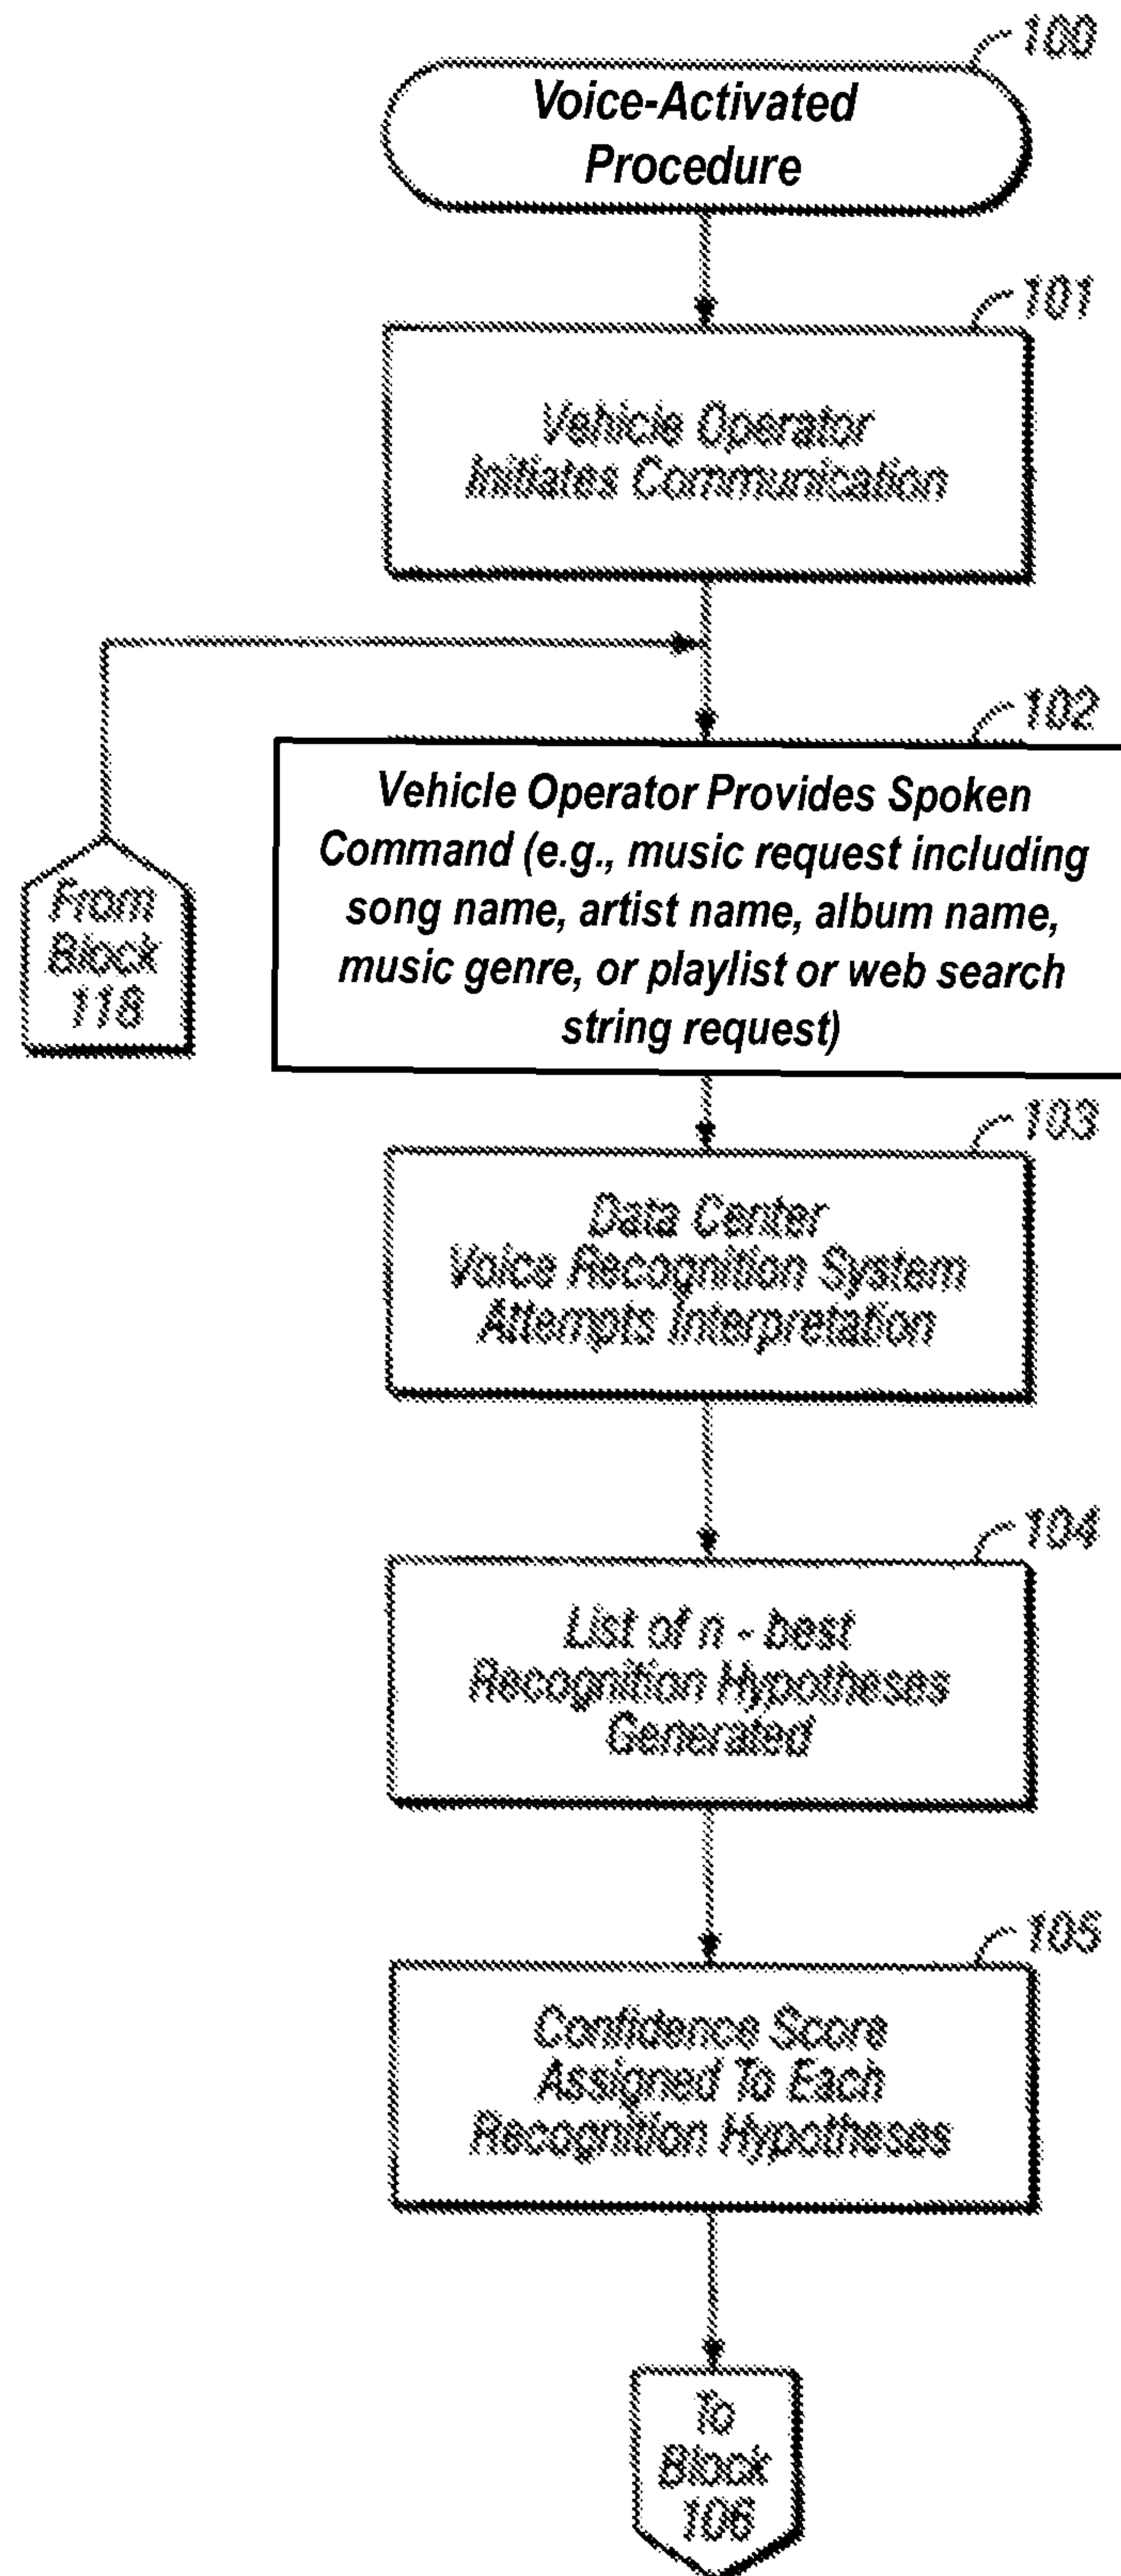 100
Voice-Activated
Procedure
101
Vehicle Operator
Initiates Communication
102
Vehicle Operator Provides Spoken
Command (e.g., music request including
song name, artist name, album name,
music genre, or playlist or web search
string request)
From
Block
118
103
Data Center
Voice Recognition System
Attempts Interpretation
104
List of n - best
Recognition Hypotheses
Generated
105
Confidence Score
Assigned To Each
Recognition Hypotheses
To
Block
106